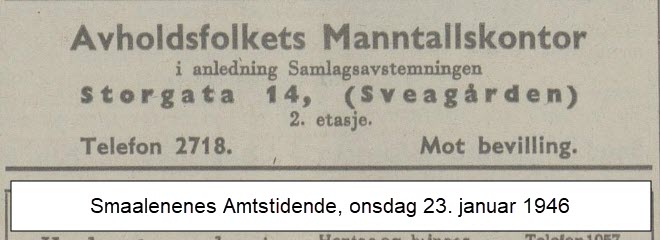 Avholdsfolkets Manntallskontor
i anledning Samlagsavstemningen
Storgata 14, (Sveagården)
2. etasje.
Telefon 2718.    Mot bevilling.
Smaalenenes Amtstidende, onsdag 23. januar 1946